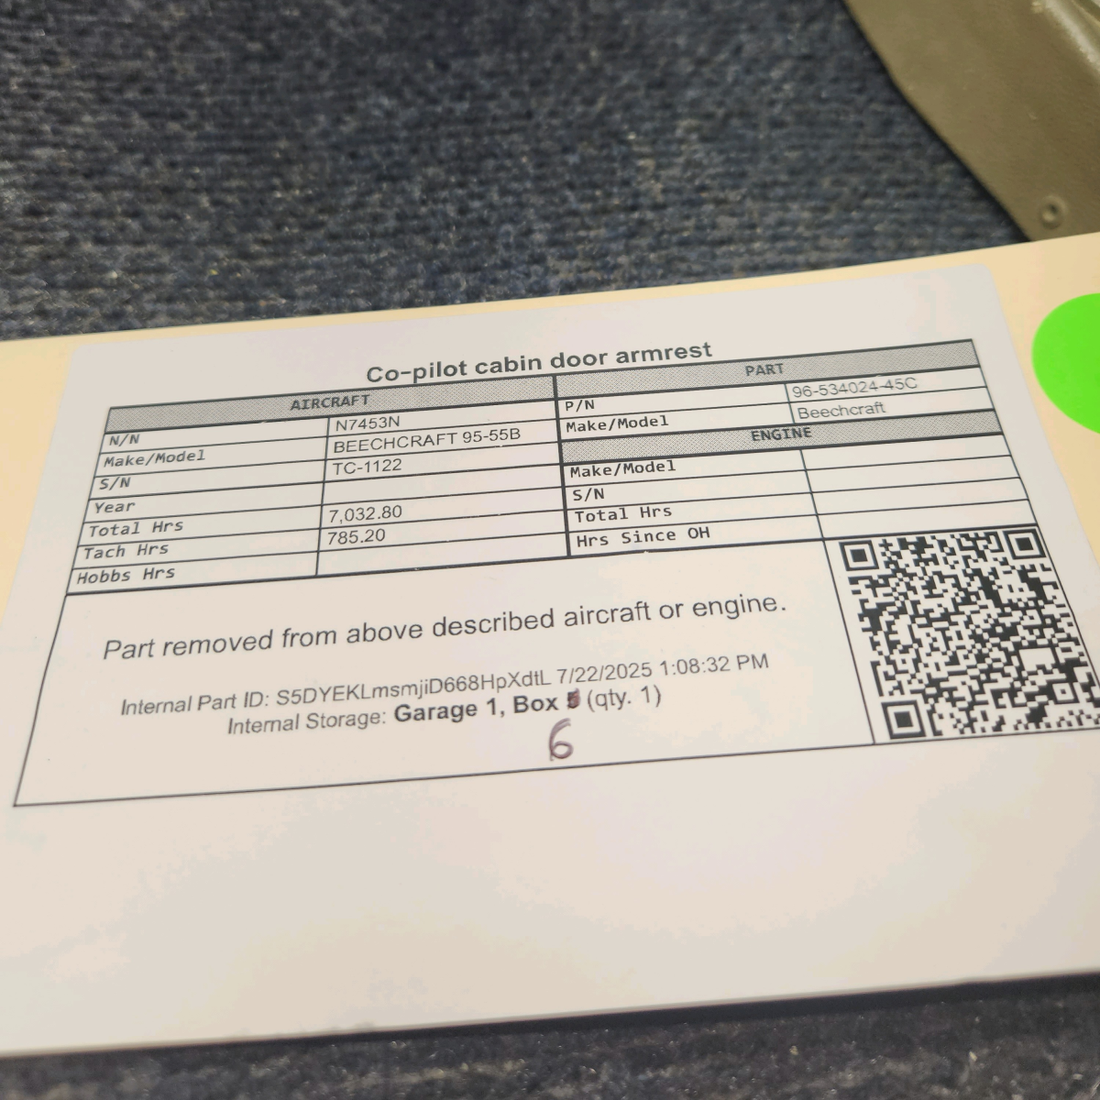 Co-pilot cabin door armrest
AIRCRAFT
N/N N7453N
Make/Model BEECHCRAFT 95-55B
S/N TC-1122
Year
Total Hrs 7,032.80
Tach Hrs 785.20
Hobbs Hrs
PART
P/N 96-534024-45C
Make/Model Beechcraft
ENGINE
Make/Model
S/N
Total Hrs
Hrs Since OH
Part removed from above described aircraft or engine.
Internal Part ID: S5DYEKLmsmjiD668HpXdtL 7/22/2025 1:08:32 PM
Internal Storage: Garage 1, Box 5 (qty. 1)
6